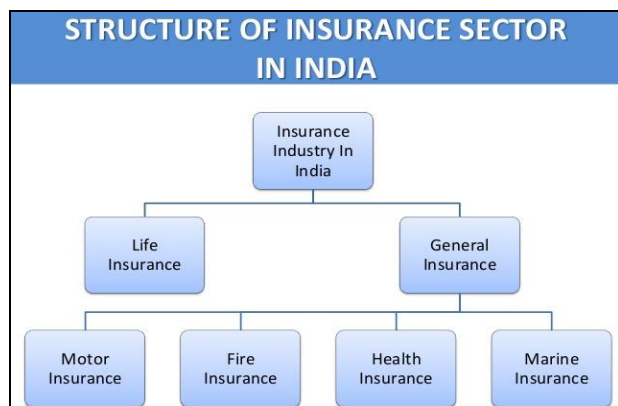 STRUCTURE OF INSURANCE SECTOR
IN INDIA
Insurance
Industry In
India
Life
Insurance
General
Insurance
Motor
Insurance
Fire
Insurance
Health
Insurance
Marine
Insurance